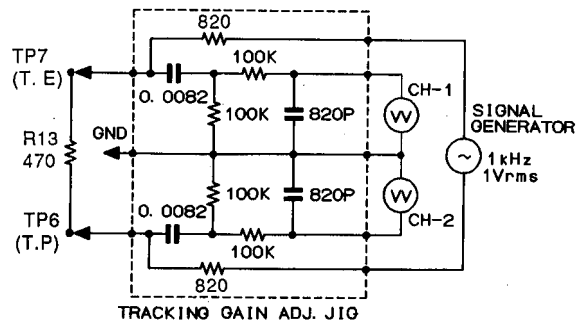 820
TP7
(T.E)
100K
0.0082
CH-1
100K
820P
SIGNAL
GENERATOR
R13
470
GND
1kHz
1Vrms
CH-2
100K
820P
TP6
(T.P)
0.0082
100K
820
TRACKING GAIN ADJ. JIG